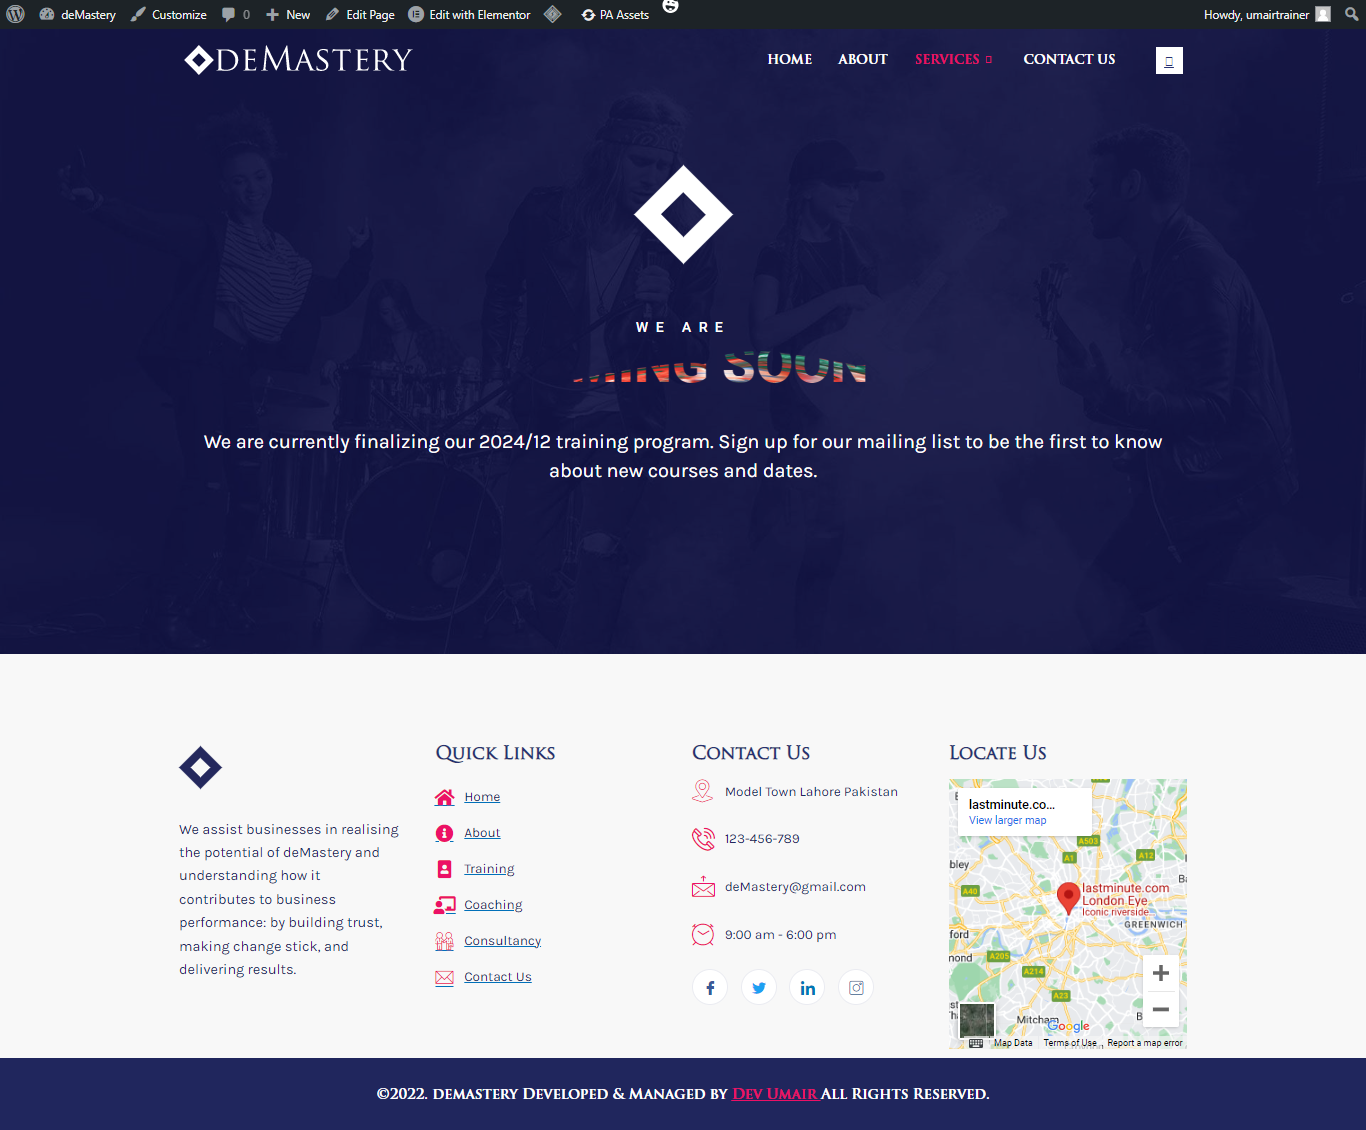 deMastery Customize 0 New Edit Page Edit with Elementor PA Assets Howdy, umairtrainer
DEMASTERY HOME ABOUT SERVICES CONTACT US
WE ARE
SOON
We are currently finalizing our 2024/12 training program. Sign up for our mailing list to be the first to know
about new courses and dates.
We assist businesses in realising
the potential of deMastery and
understanding how it
contributes to business
performance: by building trust,
making change stick, and
delivering results.
Quick Links
Home
About
Training
Coaching
Consultancy
Contact Us
Contact Us
Model Town Lahore Pakistan
123-456-789
deMastery@gmail.com
9:00 am - 6:00 pm
Locate Us
lastminute.co...
View larger map
A503
A1
A12
A40
lastminute.com
London Eye
Iconic riverside...
GREENWICH
A205
A214
A23
Mitcham
Google
Map Data Terms of Use Report a map error
©2022. demastery Developed & Managed by Dev Umair All Rights Reserved.